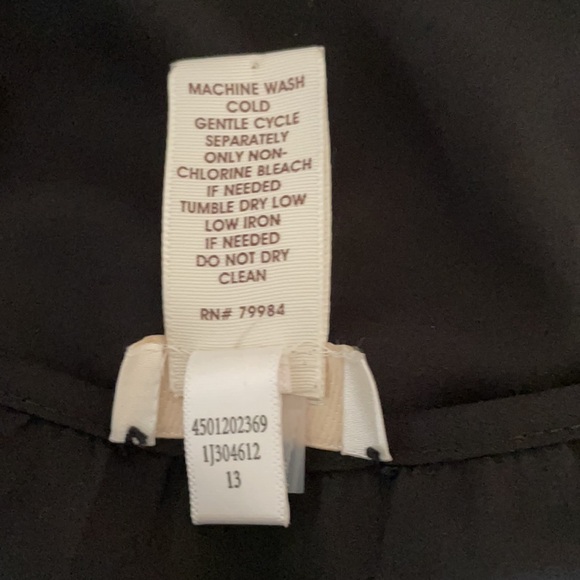 MACHINE WASH
COLD
GENTLE CYCLE
SEPARATELY
ONLY NON-
CHLORINE BLEACH
IF NEEDED
TUMBLE DRY LOW
LOW IRON
IF NEEDED
DO NOT DRY
CLEAN
RN# 79984
4501202369
1J304612
13